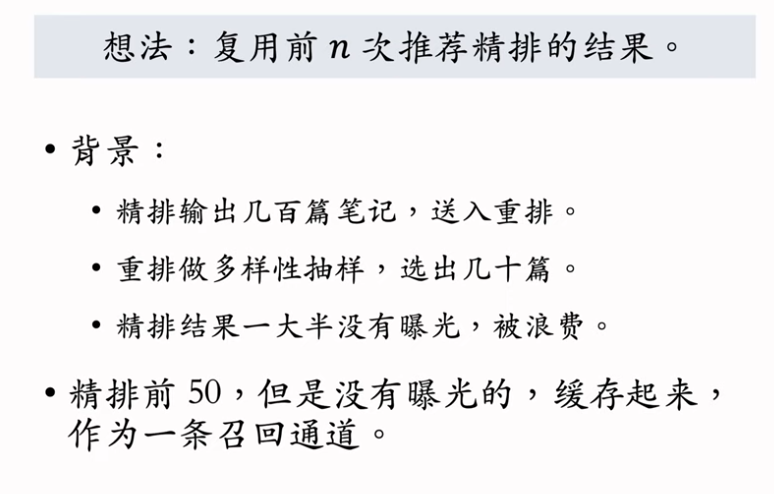 想法：复用前 n 次推荐精排的结果。
• 背景：
• 精排输出几百篇笔记，送入重排。
• 重排做多样性抽样，选出几十篇。
• 精排结果一大半没有曝光，被浪费。
• 精排前 50，但是没有曝光的，缓存起来，
作为一条召回通道。